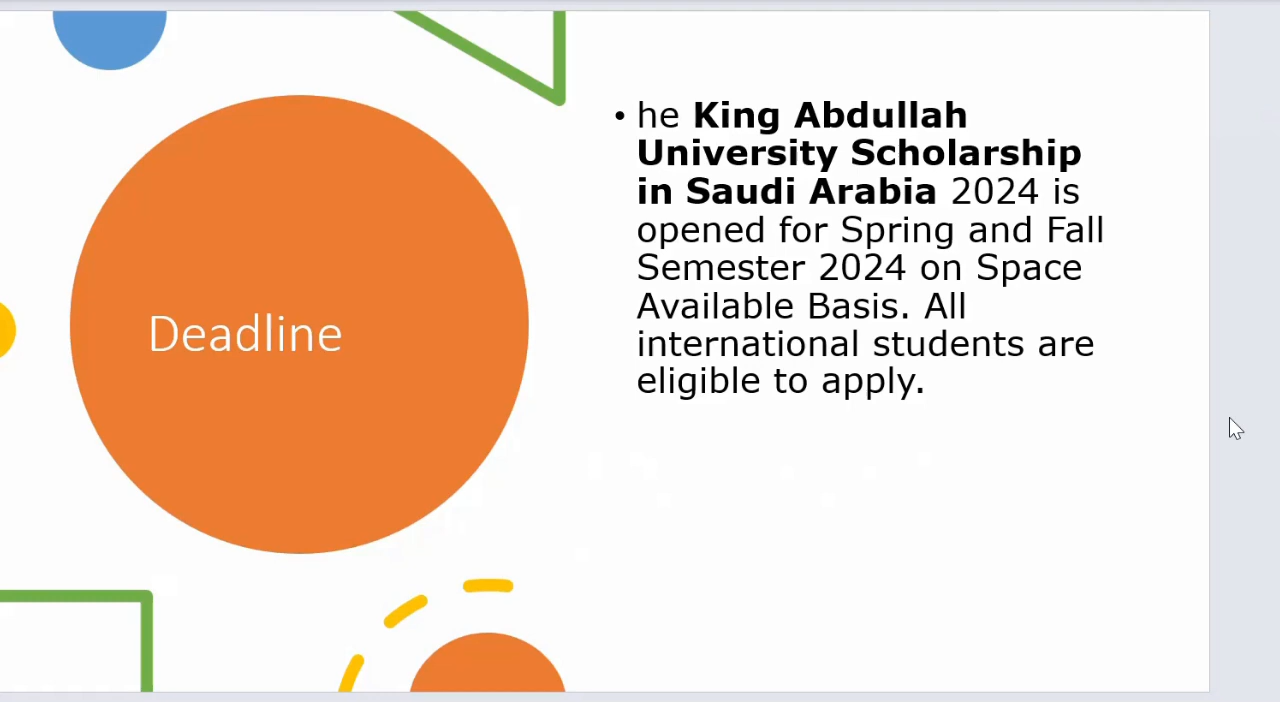 Deadline
• he King Abdullah
University Scholarship
in Saudi Arabia 2024 is
opened for Spring and Fall
Semester 2024 on Space
Available Basis. All
international students are
eligible to apply.